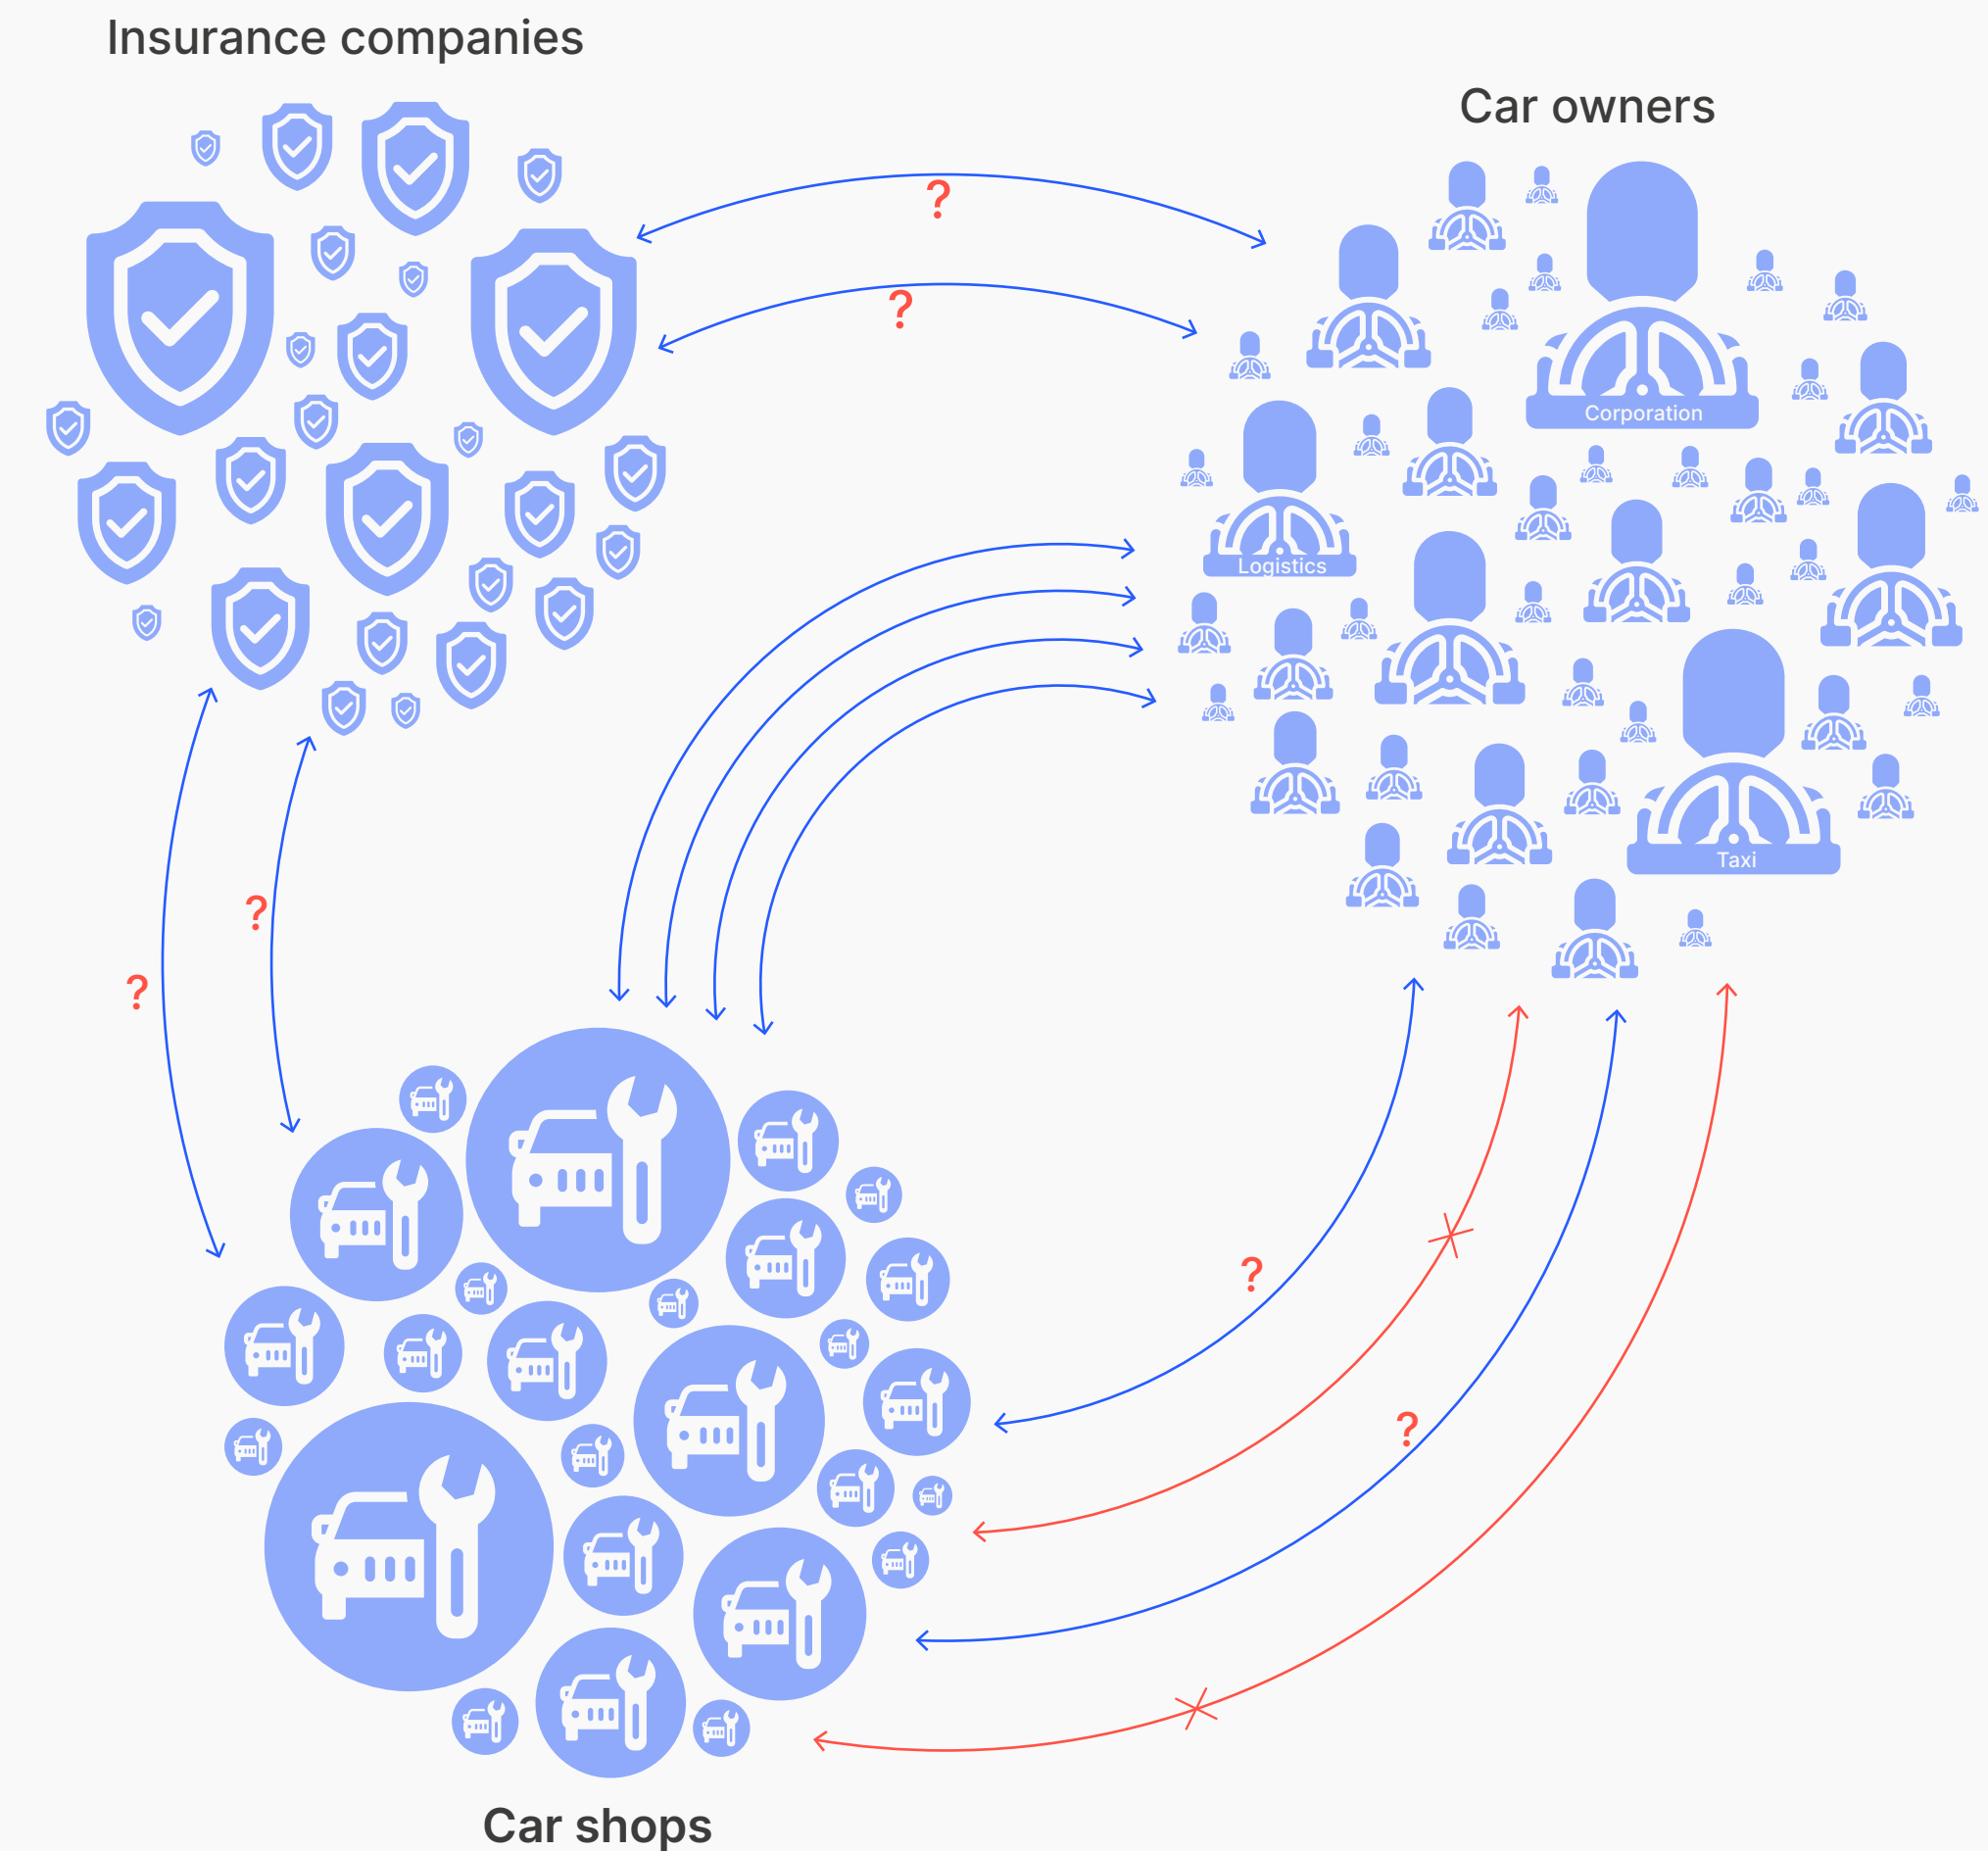 Insurance companies
Car owners
?
?
Corporation
Logistics
Taxi
?
?
?
?
Car shops